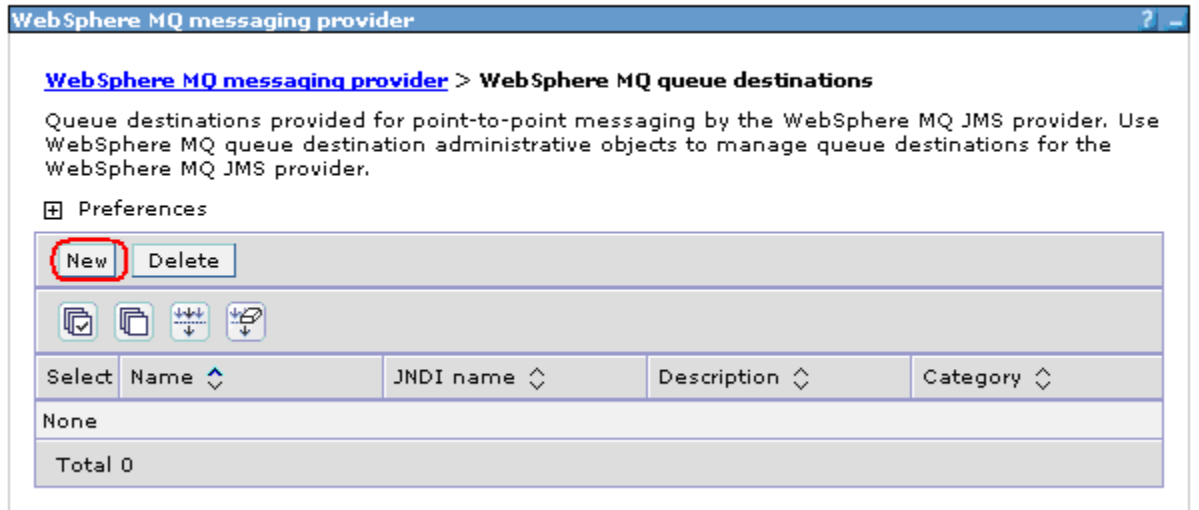 WebSphere MQ messaging provider ? _
WebSphere MQ messaging provider > WebSphere MQ queue destinations
Queue destinations provided for point-to-point messaging by the WebSphere MQ JMS provider. Use
WebSphere MQ queue destination administrative objects to manage queue destinations for the
WebSphere MQ JMS provider.
Preferences
New Delete
Select Name JNDI name Description Category
None
Total 0